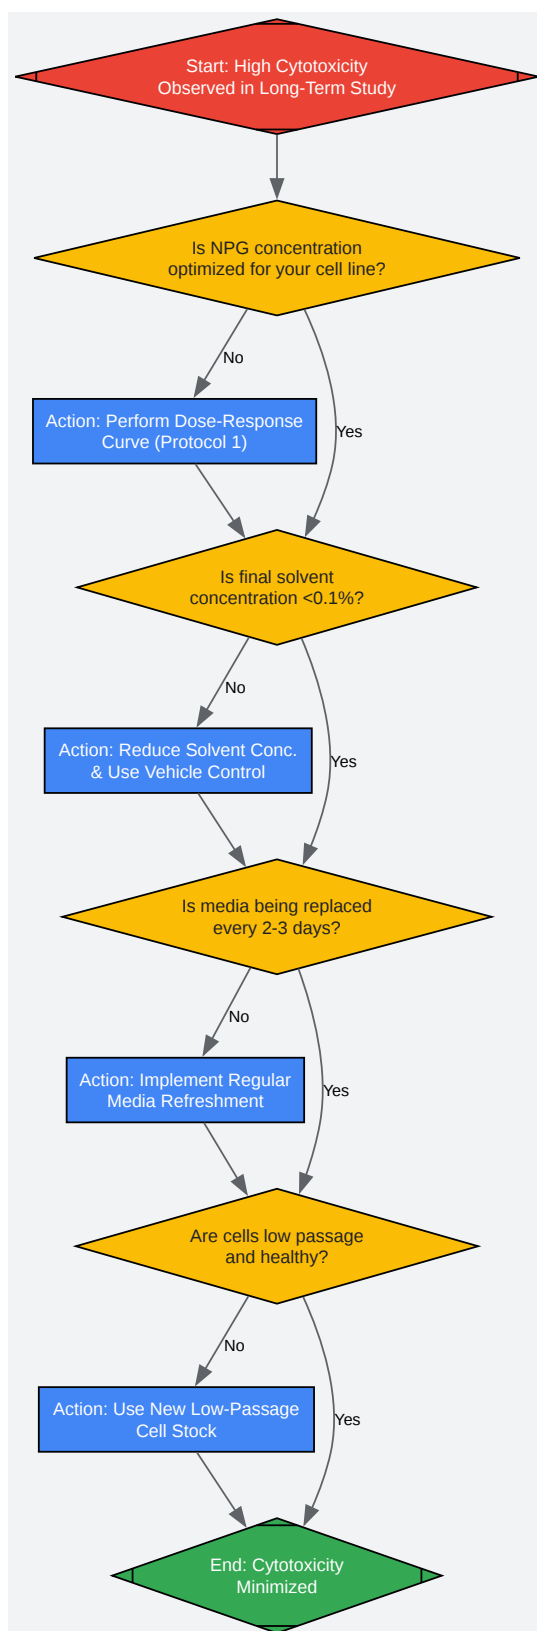 Start: High Cytotoxicity
Observed in Long-Term Study
Is NPG concentration
optimized for your cell line?
No
Yes
Action: Perform Dose-Response
Curve (Protocol 1)
Is final solvent
concentration <0.1%?
No
Yes
Action: Reduce Solvent Conc.
& Use Vehicle Control
Is media being replaced
every 2-3 days?
No
Yes
Action: Implement Regular
Media Refreshment
Are cells low passage
and healthy?
No
Yes
Action: Use New Low-Passage
Cell Stock
End: Cytotoxicity
Minimized